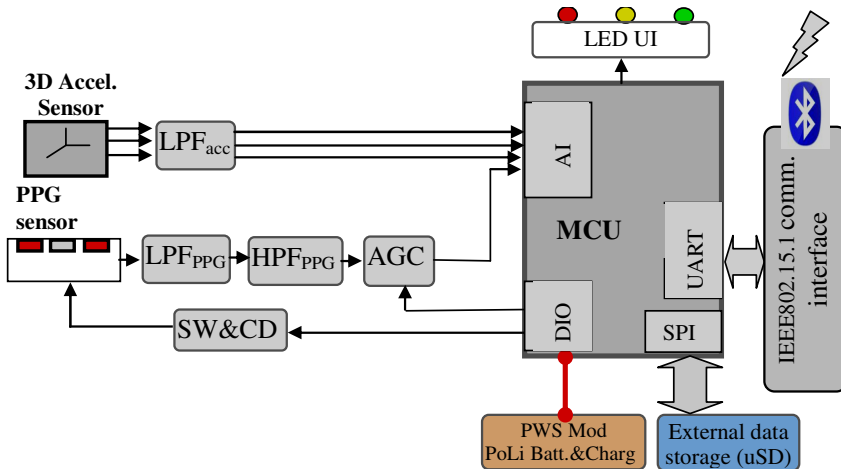 LED UI
3D Accel.
Sensor
LPFacc
AI
PPG
sensor
MCU
LPFPPG
HPFPPG
AGC
UART
IEEE802.15.1 comm.
interface
DIO
SW&CD
SPI
PWS Mod
PoLi Batt.&Charg
External data
storage (uSD)